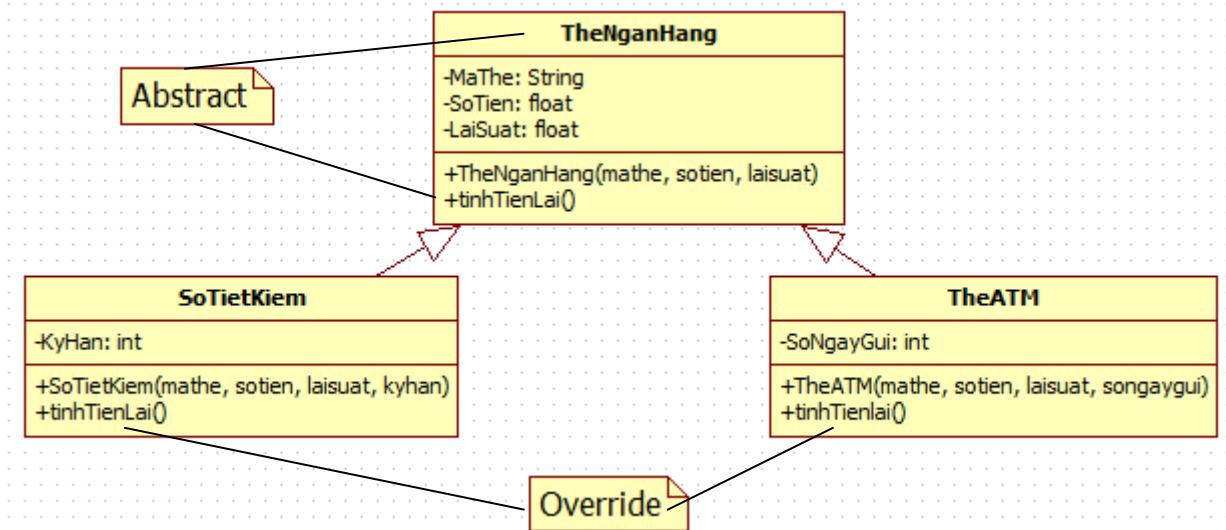 TheNganHang
-MaThe: String
-SoTien: float
-LaiSuat: float
+TheNganHang(mathe, sotien, laisuat)
+tinhTienLai()
Abstract
SoTietKiem
-KyHan: int
+SoTietKiem(mathe, sotien, laisuat, kyhan)
+tinhTienLai()
TheATM
-SoNgayGui: int
+TheATM(mathe, sotien, laisuat, songaygui)
+tinhTienlai()
Override